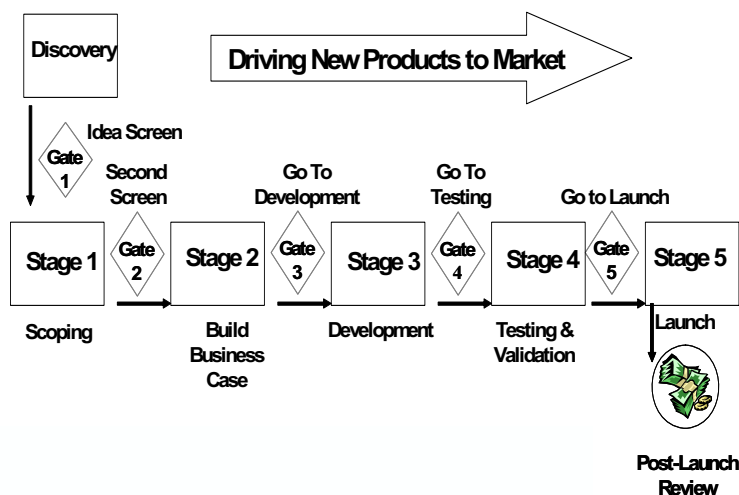 Discovery
Driving New Products to Market
Idea Screen
Gate
1
Second
Screen
Go To
Development
Go To
Testing
Go to Launch
Stage 1
Gate
2
Stage 2
Gate
3
Stage 3
Gate
4
Stage 4
Gate
5
Stage 5
Scoping
Build
Business
Case
Development
Testing &
Validation
Launch
Post-Launch
Review